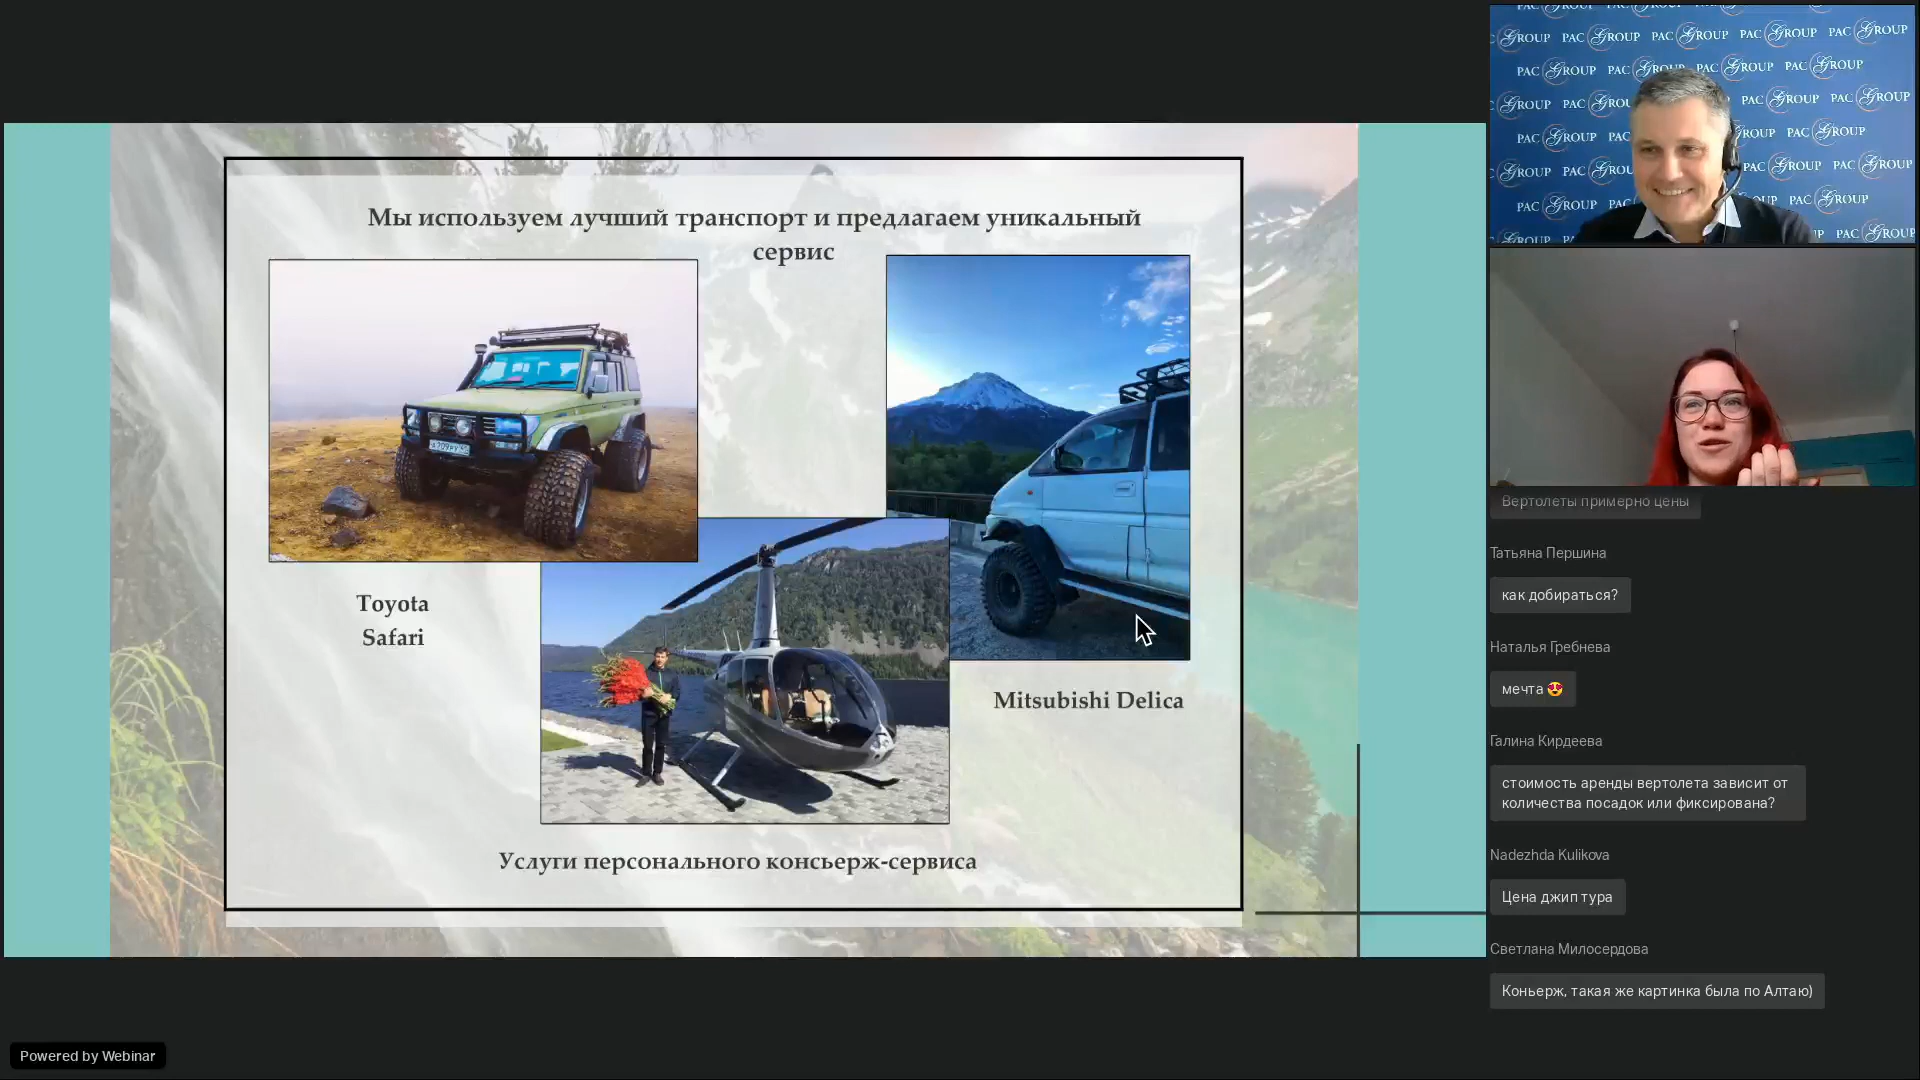 PAC GROUP
Мы используем лучший транспорт и предлагаем уникальный
сервис
Toyota
Safari
Mitsubishi Delica
Услуги персонального консьерж-сервиса
Вертолеты примерно цены
Татьяна Першина
как добираться?
Наталья Гребнева
мечта 😍
Галина Кирдеева
стоимость аренды вертолета зависит от
количества посадок или фиксирована?
Nadezhda Kulikova
Цена джип тура
Светлана Милосердова
Коньерж, такая же картинка была по Алтаю)
Powered by Webinar